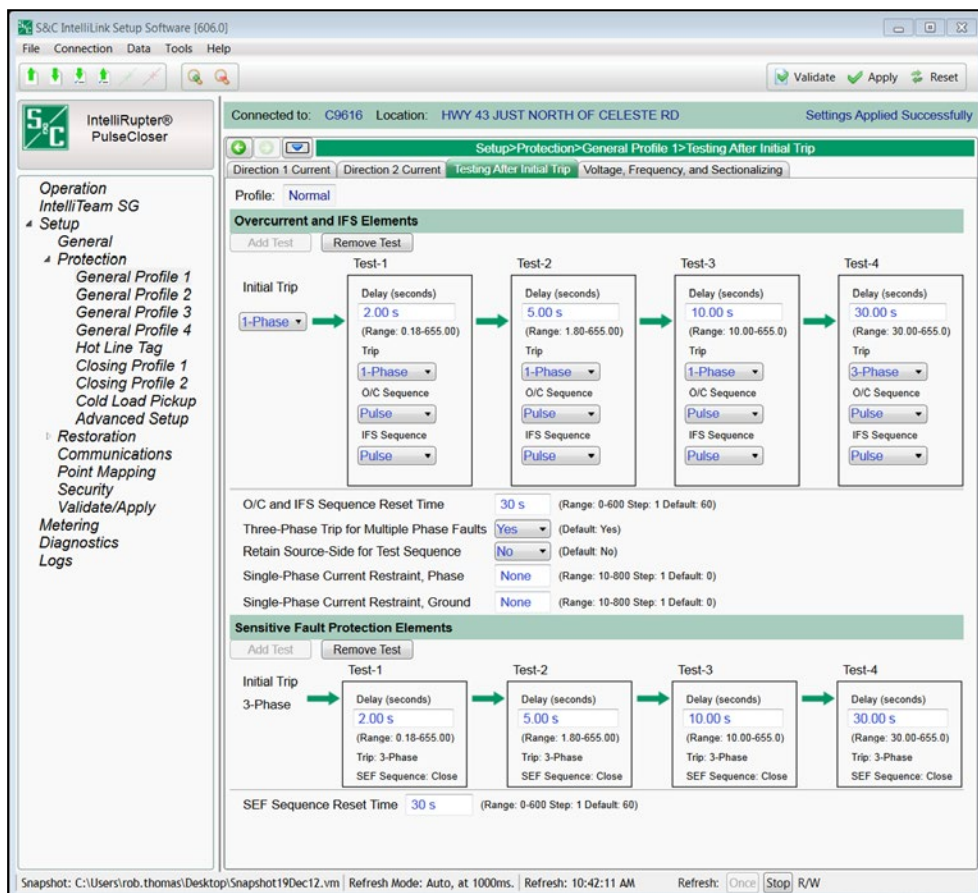 S&C IntelliLink Setup Software [606.0]
File Connection Data Tools Help
Validate Apply Reset
S&C
IntelliRupter®
PulseCloser
Operation
IntelliTeam SG
Setup
General
Protection
General Profile 1
General Profile 2
General Profile 3
General Profile 4
Hot Line Tag
Closing Profile 1
Closing Profile 2
Cold Load Pickup
Advanced Setup
Restoration
Communications
Point Mapping
Security
Validate/Apply
Metering
Diagnostics
Logs
Connected to: C9616 Location: HWY 43 JUST NORTH OF CELESTE RD Settings Applied Successfully
Setup>Protection>General Profile 1>Testing After Initial Trip
Direction 1 Current Direction 2 Current Testing After Initial Trip Voltage, Frequency, and Sectionalizing
Profile: Normal
Overcurrent and IFS Elements
Add Test Remove Test
Test-1 Test-2 Test-3 Test-4
Initial Trip
1-Phase
Delay (seconds) Delay (seconds) Delay (seconds) Delay (seconds)
2.00 s 5.00 s 10.00 s 30.00 s
(Range: 0.18-655.00) (Range: 1.80-655.00) (Range: 10.00-655.0) (Range: 30.00-655.0)
Trip Trip Trip Trip
1-Phase 1-Phase 1-Phase 3-Phase
O/C Sequence O/C Sequence O/C Sequence O/C Sequence
Pulse Pulse Pulse Pulse
IFS Sequence IFS Sequence IFS Sequence IFS Sequence
Pulse Pulse Pulse Pulse
O/C and IFS Sequence Reset Time 30 s (Range: 0-600 Step: 1 Default: 60)
Three-Phase Trip for Multiple Phase Faults Yes (Default: Yes)
Retain Source-Side for Test Sequence No (Default: No)
Single-Phase Current Restraint, Phase None (Range: 10-800 Step: 1 Default: 0)
Single-Phase Current Restraint, Ground None (Range: 10-800 Step: 1 Default: 0)
Sensitive Fault Protection Elements
Add Test Remove Test
Test-1 Test-2 Test-3 Test-4
Initial Trip
3-Phase
Delay (seconds) Delay (seconds) Delay (seconds) Delay (seconds)
2.00 s 5.00 s 10.00 s 30.00 s
(Range: 0.18-655.00) (Range: 1.80-655.00) (Range: 10.00-655.0) (Range: 30.00-655.0)
Trip: 3-Phase Trip: 3-Phase Trip: 3-Phase Trip: 3-Phase
SEF Sequence: Close SEF Sequence: Close SEF Sequence: Close SEF Sequence: Close
SEF Sequence Reset Time 30 s (Range: 0-600 Step: 1 Default: 60)
Snapshot: C:\Users\rob.thomas\Desktop\Snapshot19Dec12.vm Refresh Mode: Auto, at 1000ms. Refresh: 10:42:11 AM Refresh: Once Stop R/W